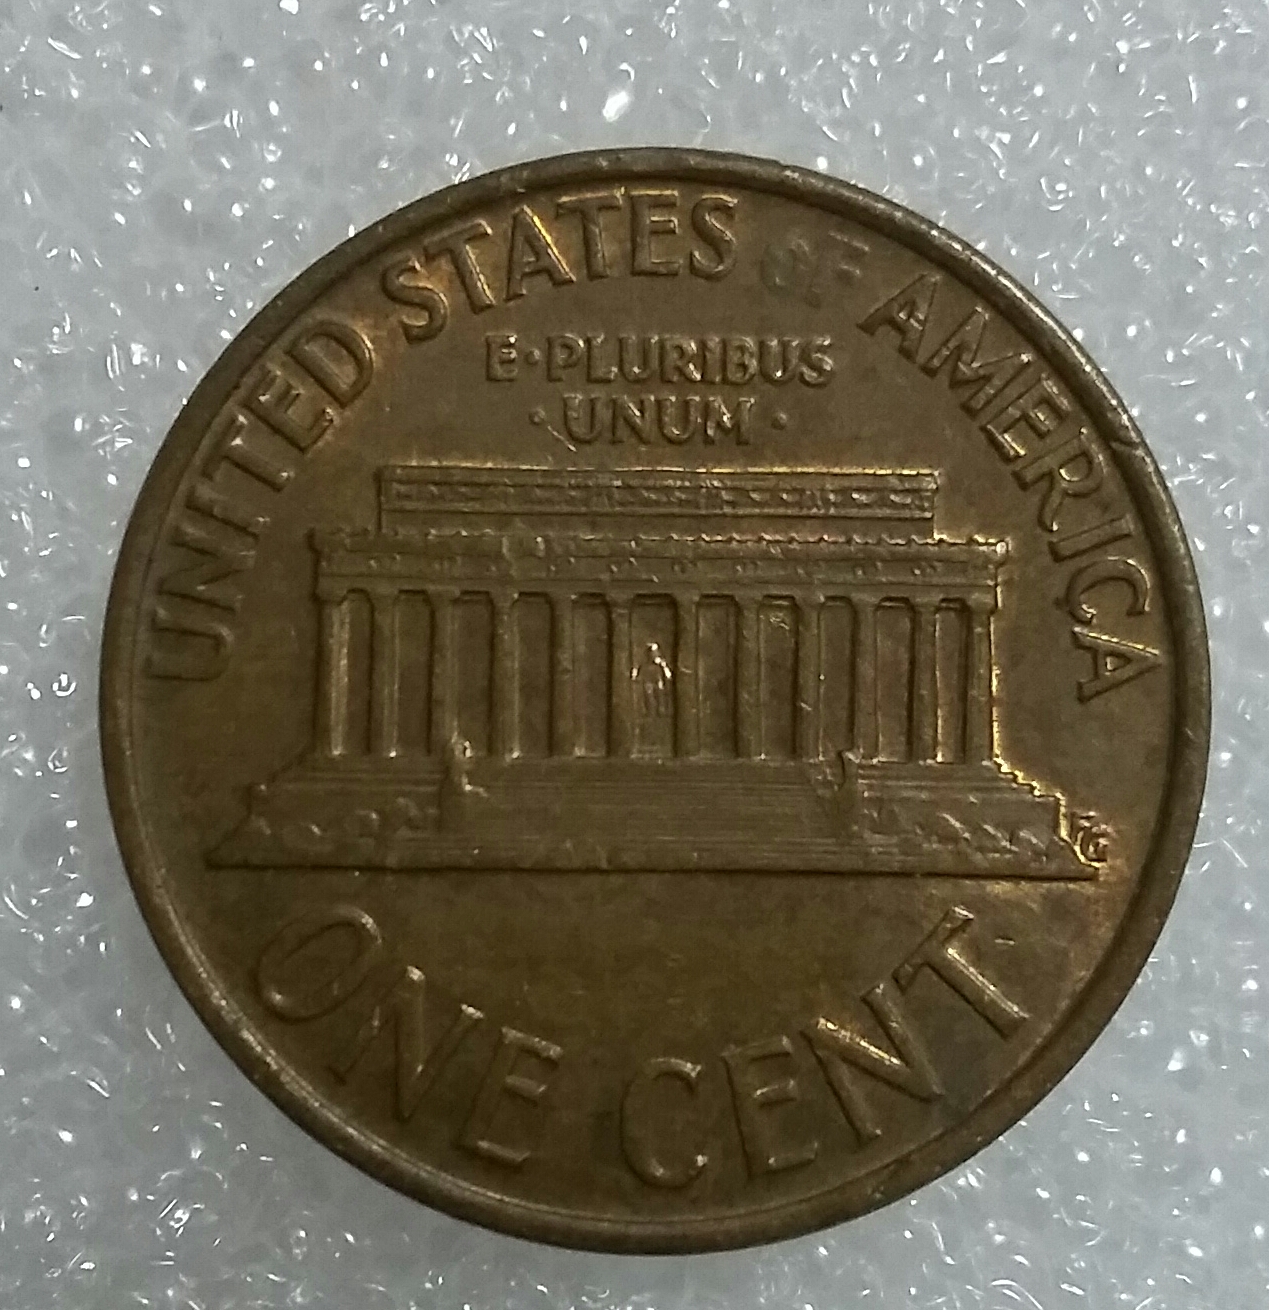 UNITED STATES OF AMERICA
E·PLURIBUS
·UNUM·
FG
ONE CENT